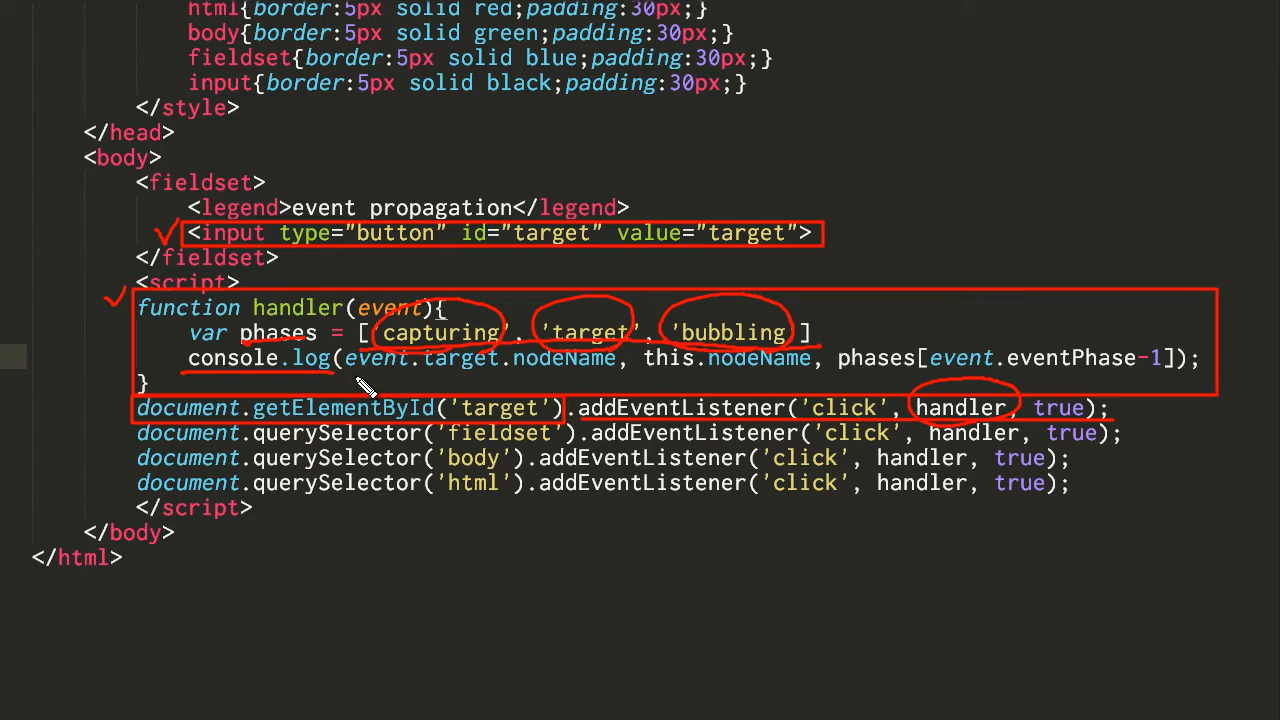 html{border:5px solid red;padding:30px;}
body{border:5px solid green;padding:30px;}
fieldset{border:5px solid blue;padding:30px;}
input{border:5px solid black;padding:30px;}
</style>
</head>
<body>
<fieldset>
<legend>event propagation</legend>
<input type="button" id="target" value="target">
</fieldset>
<script>
function handler(event){
var phases = ['capturing', 'target', 'bubbling']
console.log(event.target.nodeName, this.nodeName, phases[event.eventPhase-1]);
}
document.getElementById('target').addEventListener('click', handler, true);
document.querySelector('fieldset').addEventListener('click', handler, true);
document.querySelector('body').addEventListener('click', handler, true);
document.querySelector('html').addEventListener('click', handler, true);
</script>
</body>
</html>